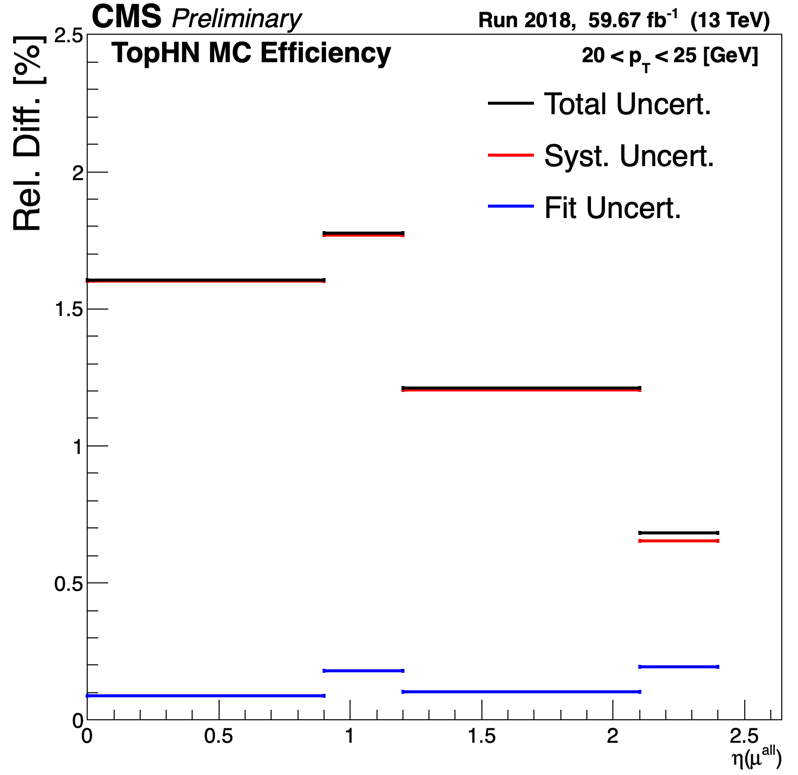 CMS Preliminary
Run 2018, 59.67 fb⁻¹ (13 TeV)
TopHN MC Efficiency
20 < p_T < 25 [GeV]
Total Uncert.
Syst. Uncert.
Fit Uncert.
Rel. Diff. [%]
2.5
2
1.5
1
0.5
0
0 0.5 1 1.5 2 2.5
η(μ^all)